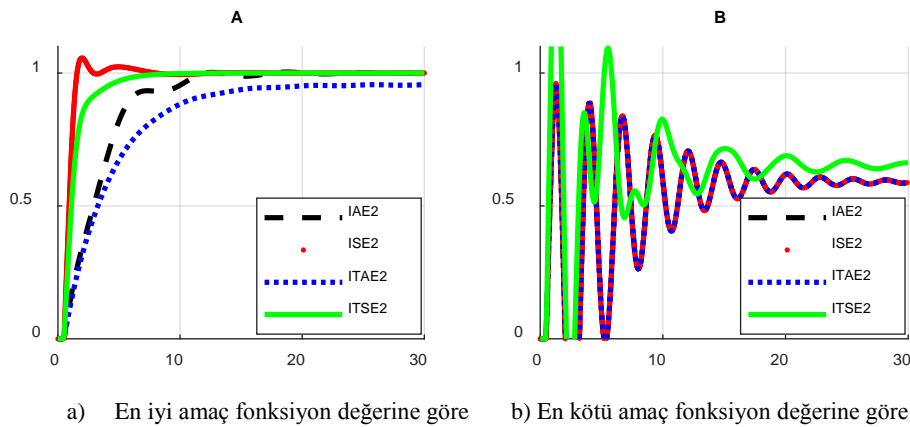 A
B
1
0.5
0
0
10
20
30
IAE2
ISE2
ITAE2
ITSE2
1
0.5
0
0
10
20
30
IAE2
ISE2
ITAE2
ITSE2
a) En iyi amaç fonksiyon değerine göre
b) En kötü amaç fonksiyon değerine göre